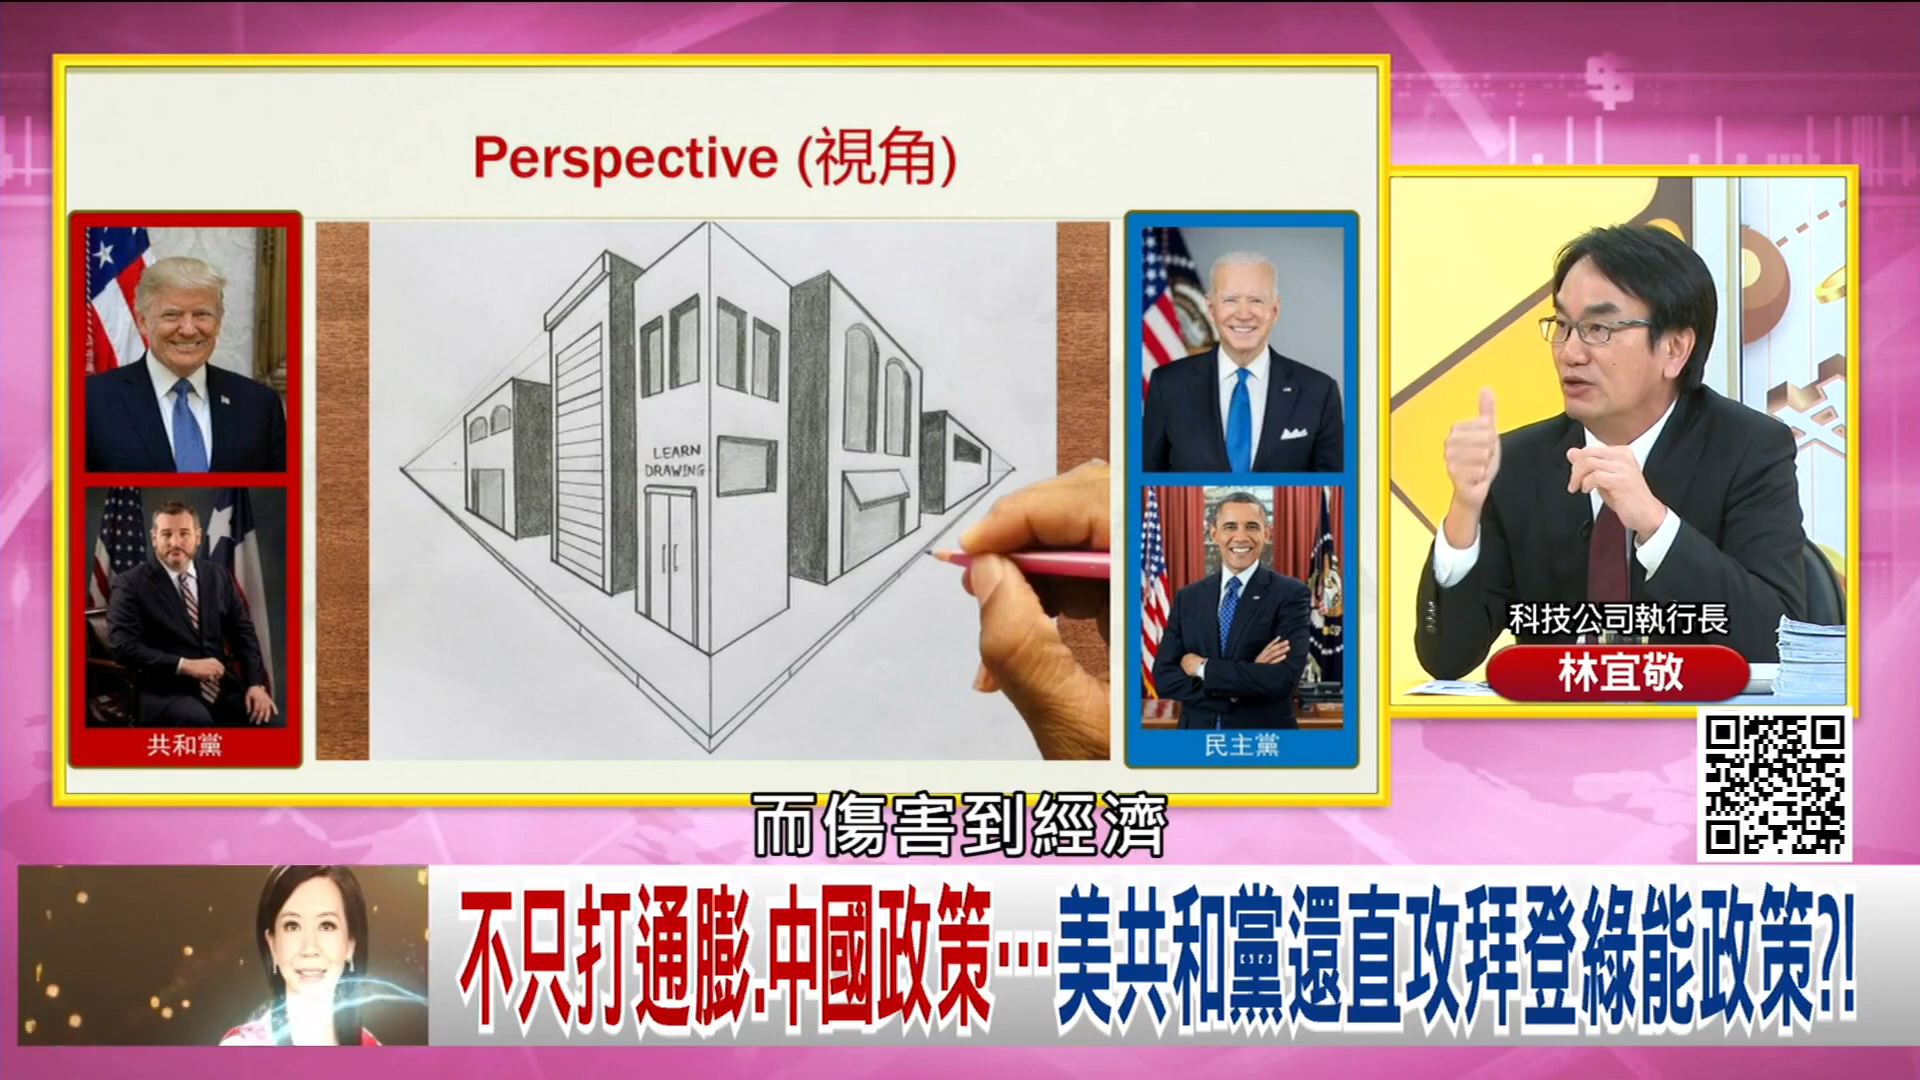 Perspective (視角)
LEARN
DRAWING
共和黨
民主黨
科技公司執行長
林宜敬
而傷害到經濟
不只打通膨.中國政策…美共和黨還直攻拜登綠能政策?!